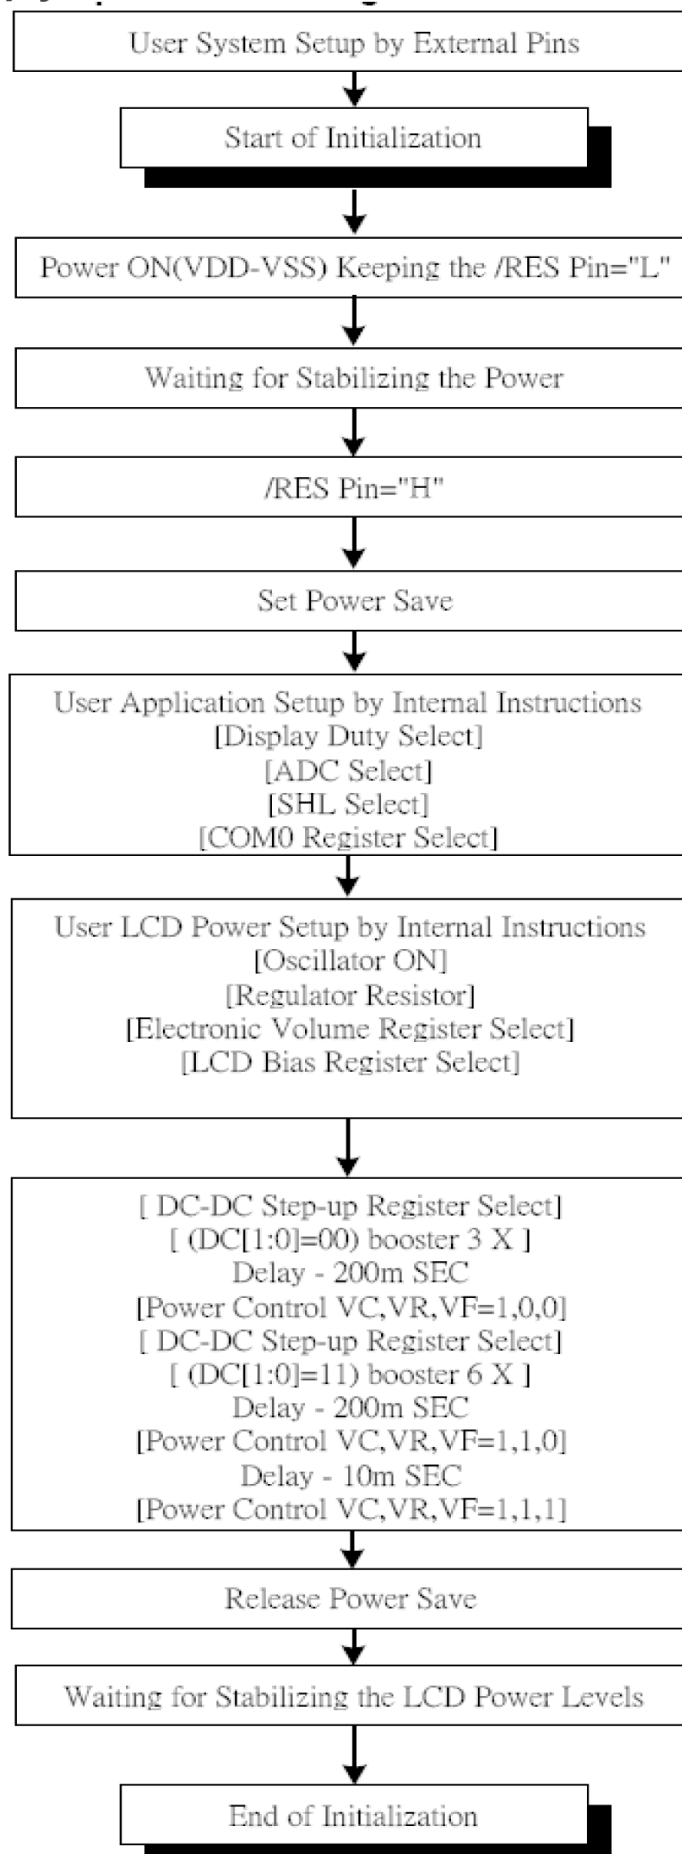 User System Setup by External Pins
Start of Initialization
Power ON(VDD-VSS) Keeping the /RES Pin="L"
Waiting for Stabilizing the Power
/RES Pin="H"
Set Power Save
User Application Setup by Internal Instructions
[Display Duty Select]
[ADC Select]
[SHL Select]
[COM0 Register Select]
User LCD Power Setup by Internal Instructions
[Oscillator ON]
[Regulator Resistor]
[Electronic Volume Register Select]
[LCD Bias Register Select]
[ DC-DC Step-up Register Select]
[ (DC[1:0]=00) booster 3 X ]
Delay - 200m SEC
[Power Control VC,VR,VF=1,0,0]
[ DC-DC Step-up Register Select]
[ (DC[1:0]=11) booster 6 X ]
Delay - 200m SEC
[Power Control VC,VR,VF=1,1,0]
Delay - 10m SEC
[Power Control VC,VR,VF=1,1,1]
Release Power Save
Waiting for Stabilizing the LCD Power Levels
End of Initialization